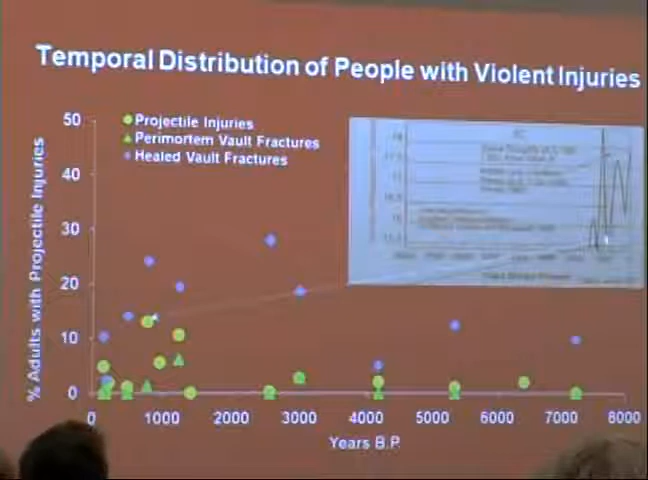 Temporal Distribution of People with Violent Injuries
Projectile Injuries
Perimortem Vault Fractures
Healed Vault Fractures
% Adults with Projectile Injuries
50
40
30
20
10
0
0 1000 2000 3000 4000 5000 6000 7000 8000
Years B.P.